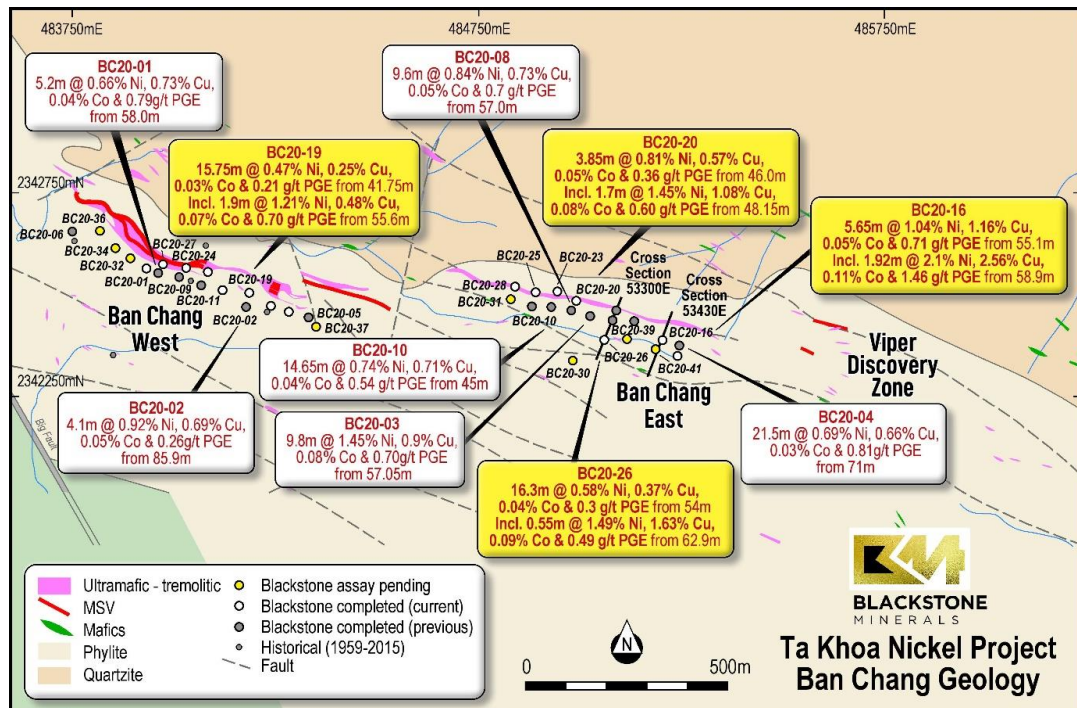 483750mE
484750mE
485750mE
BC20-01
5.2m @ 0.66% Ni, 0.73% Cu,
0.04% Co & 0.79g/t PGE
from 58.0m
BC20-08
9.6m @ 0.84% Ni, 0.73% Cu,
0.05% Co & 0.7 g/t PGE
from 57.0m
BC20-19
15.75m @ 0.47% Ni, 0.25% Cu,
0.03% Co & 0.21 g/t PGE from 41.75m
Incl. 1.9m @ 1.21% Ni, 0.48% Cu,
0.07% Co & 0.70 g/t PGE from 55.6m
BC20-20
3.85m @ 0.81% Ni, 0.57% Cu,
0.05% Co & 0.36 g/t PGE from 46.0m
Incl. 1.7m @ 1.45% Ni, 1.08% Cu,
0.08% Co & 0.60 g/t PGE from 48.15m
BC20-16
5.65m @ 1.04% Ni, 1.16% Cu,
0.05% Co & 0.71 g/t PGE from 55.1m
Incl. 1.92m @ 2.1% Ni, 2.56% Cu,
0.11% Co & 1.46 g/t PGE from 58.9m
2342750mN
BC20-36
BC20-06
BC20-34
BC20-32
BC20-27
BC20-24
BC20-01
BC20-09
BC20-11
BC20-19
BC20-02
BC20-05
BC20-37
BC20-25
BC20-23
BC20-28
BC20-31
BC20-20
BC20-10
BC20-39
BC20-16
BC20-26
BC20-41
BC20-30
Cross
Section
53300E
Cross
Section
53430E
Ban Chang
West
Ban Chang
East
Viper
Discovery
Zone
2342250mN
Big Fault
BC20-10
14.65m @ 0.74% Ni, 0.71% Cu,
0.04% Co & 0.54 g/t PGE from 45m
BC20-02
4.1m @ 0.92% Ni, 0.69% Cu,
0.05% Co & 0.26g/t PGE
from 85.9m
BC20-03
9.8m @ 1.45% Ni, 0.9% Cu,
0.08% Co & 0.70g/t PGE
from 57.05m
BC20-04
21.5m @ 0.69% Ni, 0.66% Cu,
0.03% Co & 0.81g/t PGE
from 71m
BC20-26
16.3m @ 0.58% Ni, 0.37% Cu,
0.04% Co & 0.3 g/t PGE from 54m
Incl. 0.55m @ 1.49% Ni, 1.63% Cu,
0.09% Co & 0.49 g/t PGE from 62.9m
Ultramafic - tremolitic
MSV
Mafics
Phylite
Quartzite
Blackstone assay pending
Blackstone completed (current)
Blackstone completed (previous)
Historical (1959-2015)
Fault
N
0
500m
BLACKSTONE
MINERALS
Ta Khoa Nickel Project
Ban Chang Geology